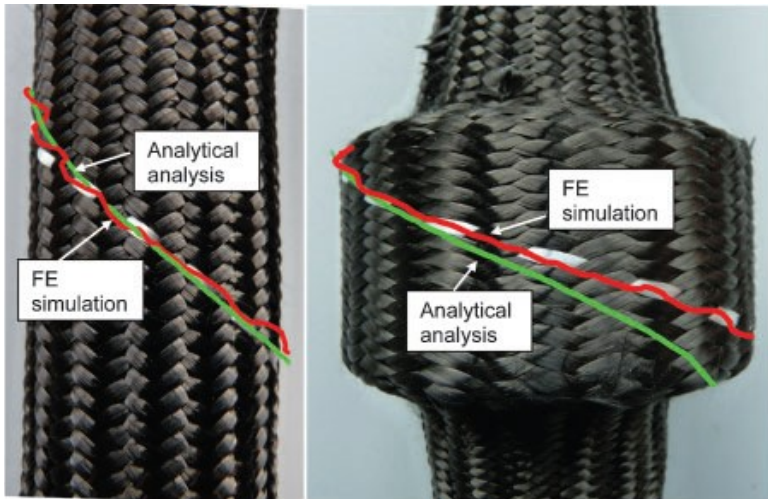 Analytical
analysis
FE
simulation
FE
simulation
Analytical
analysis